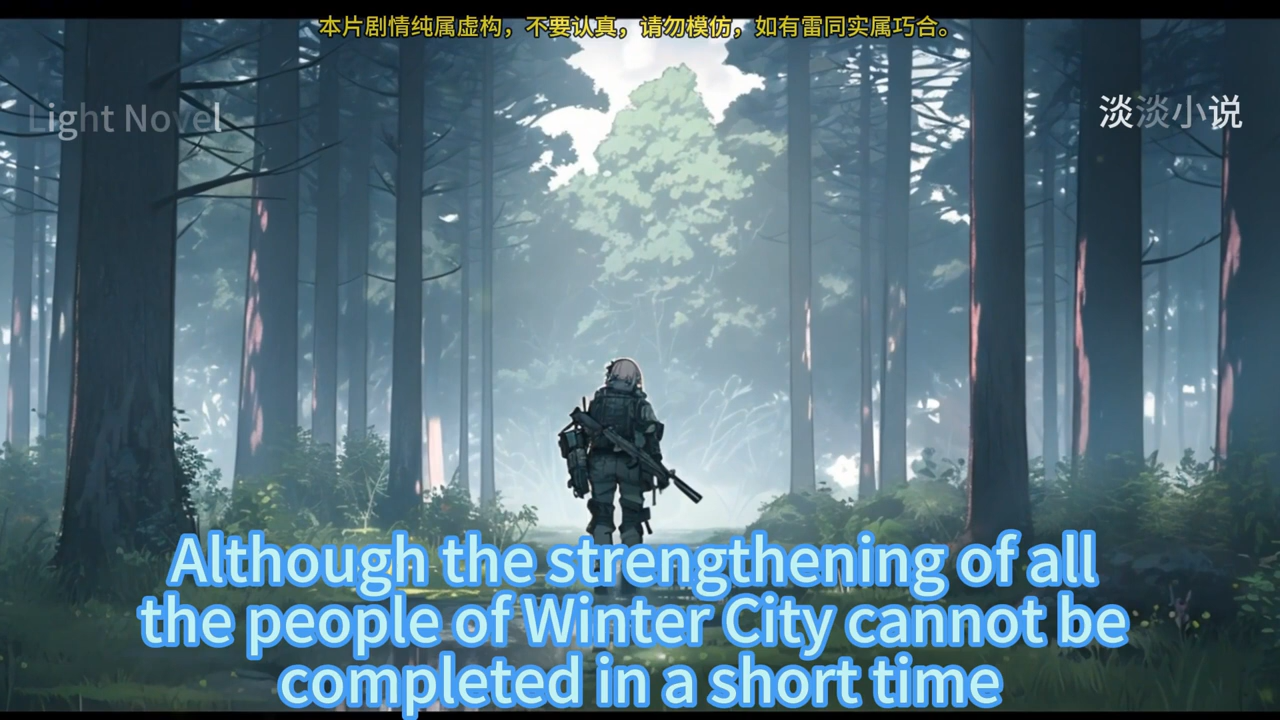 本片剧情纯属虚构，不要认真，请勿模仿，如有雷同实属巧合。
Light Novel
淡淡小说
Although the strengthening of all
the people of Winter City cannot be
completed in a short time